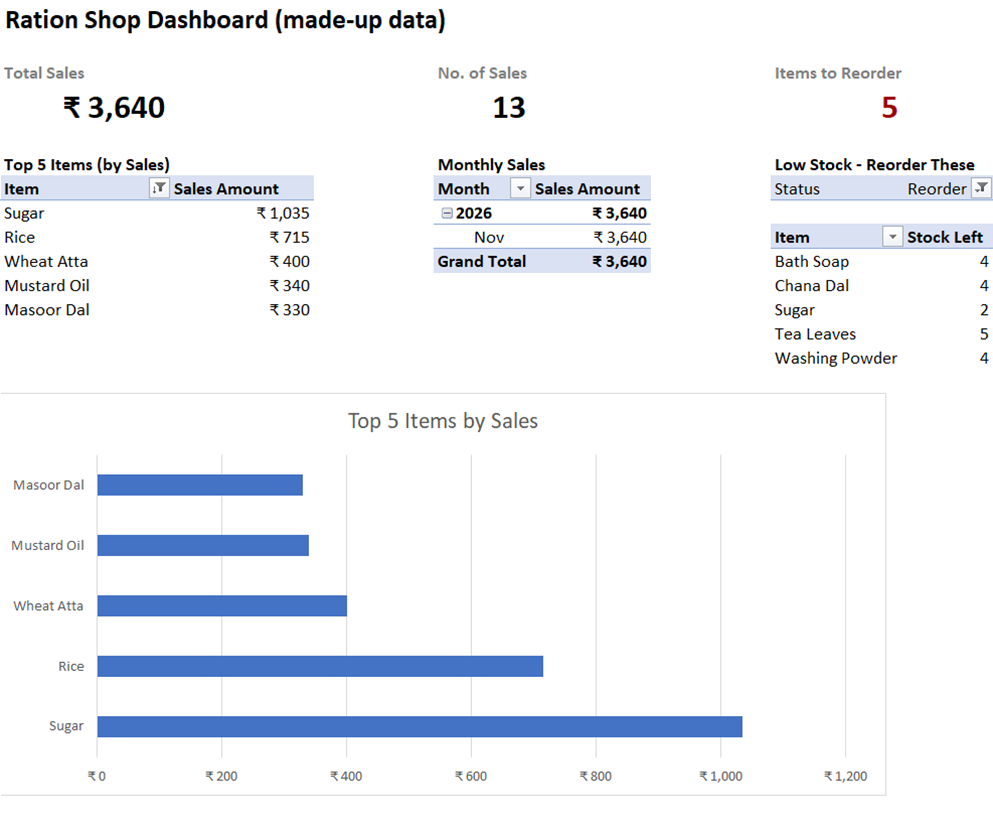 Ration Shop Dashboard (made-up data)
Total Sales
₹ 3,640
No. of Sales
13
Items to Reorder
5
Top 5 Items (by Sales)
Item Sales Amount
Sugar ₹ 1,035
Rice ₹ 715
Wheat Atta ₹ 400
Mustard Oil ₹ 340
Masoor Dal ₹ 330
Monthly Sales
Month Sales Amount
2026 ₹ 3,640
Nov ₹ 3,640
Grand Total ₹ 3,640
Low Stock - Reorder These
Status Reorder
Item Stock Left
Bath Soap 4
Chana Dal 4
Sugar 2
Tea Leaves 5
Washing Powder 4
Top 5 Items by Sales
Masoor Dal
Mustard Oil
Wheat Atta
Rice
Sugar
₹ 0 ₹ 200 ₹ 400 ₹ 600 ₹ 800 ₹ 1,000 ₹ 1,200